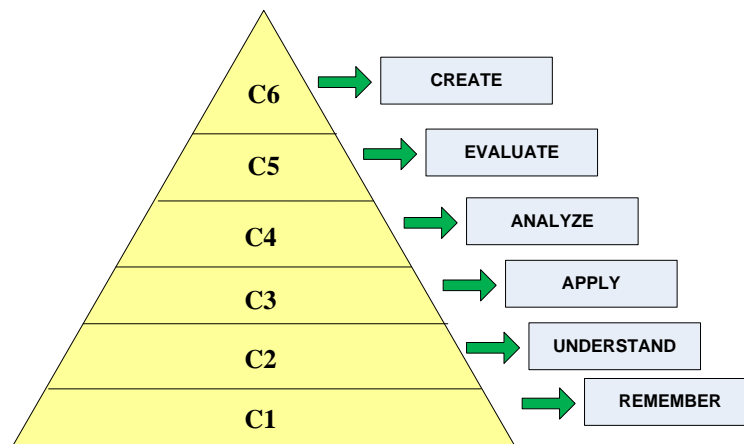 C6
CREATE
C5
EVALUATE
C4
ANALYZE
C3
APPLY
C2
UNDERSTAND
C1
REMEMBER